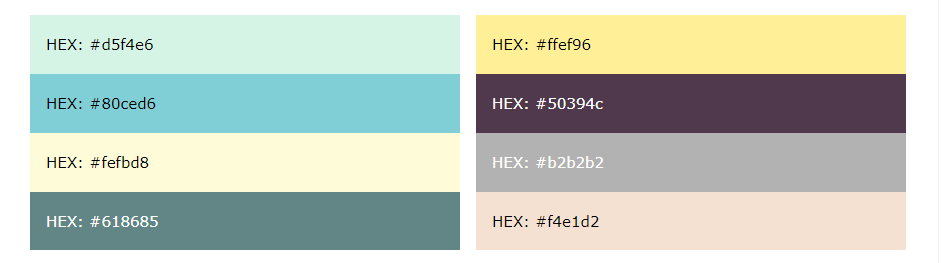 HEX: #d5f4e6
HEX: #80ced6
HEX: #fefbd8
HEX: #618685
HEX: #ffef96
HEX: #50394c
HEX: #b2b2b2
HEX: #f4e1d2